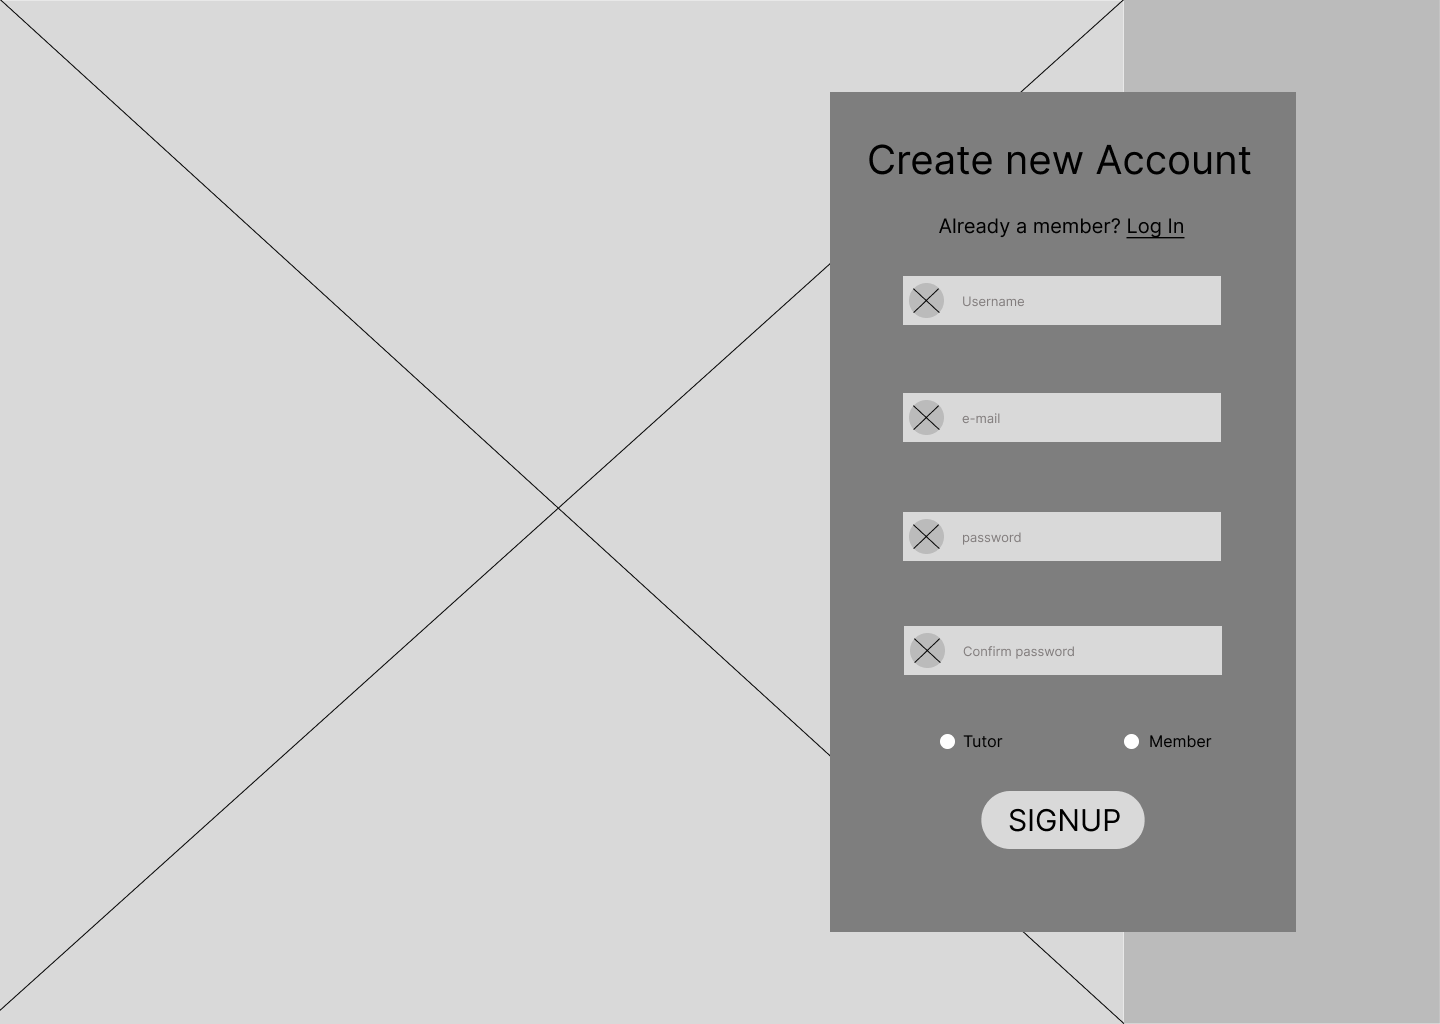 Create new Account
Already a member? Log In
Username
e-mail
password
Confirm password
Tutor Member
SIGNUP